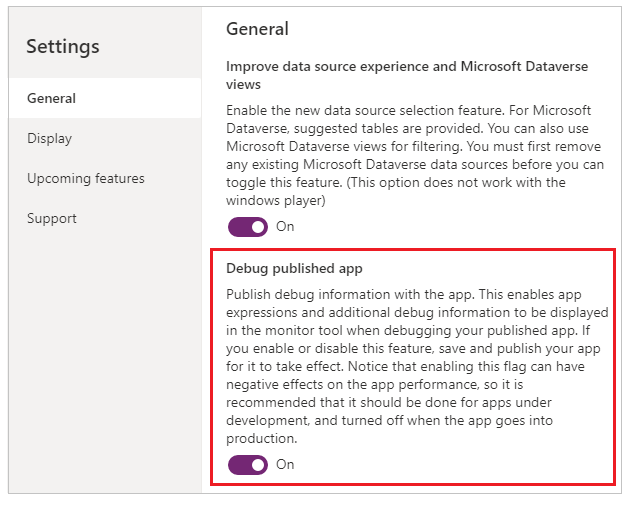 Settings
General
Display
Upcoming features
Support
General
Improve data source experience and Microsoft Dataverse
views
Enable the new data source selection feature. For Microsoft
Dataverse, suggested tables are provided. You can also use
Microsoft Dataverse views for filtering. You must first remove
any existing Microsoft Dataverse data sources before you can
toggle this feature. (This option does not work with the
windows player)
On
Debug published app
Publish debug information with the app. This enables app
expressions and additional debug information to be displayed
in the monitor tool when debugging your published app. If
you enable or disable this feature, save and publish your app
for it to take effect. Notice that enabling this flag can have
negative effects on the app performance, so it is
recommended that it should be done for apps under
development, and turned off when the app goes into
production.
On